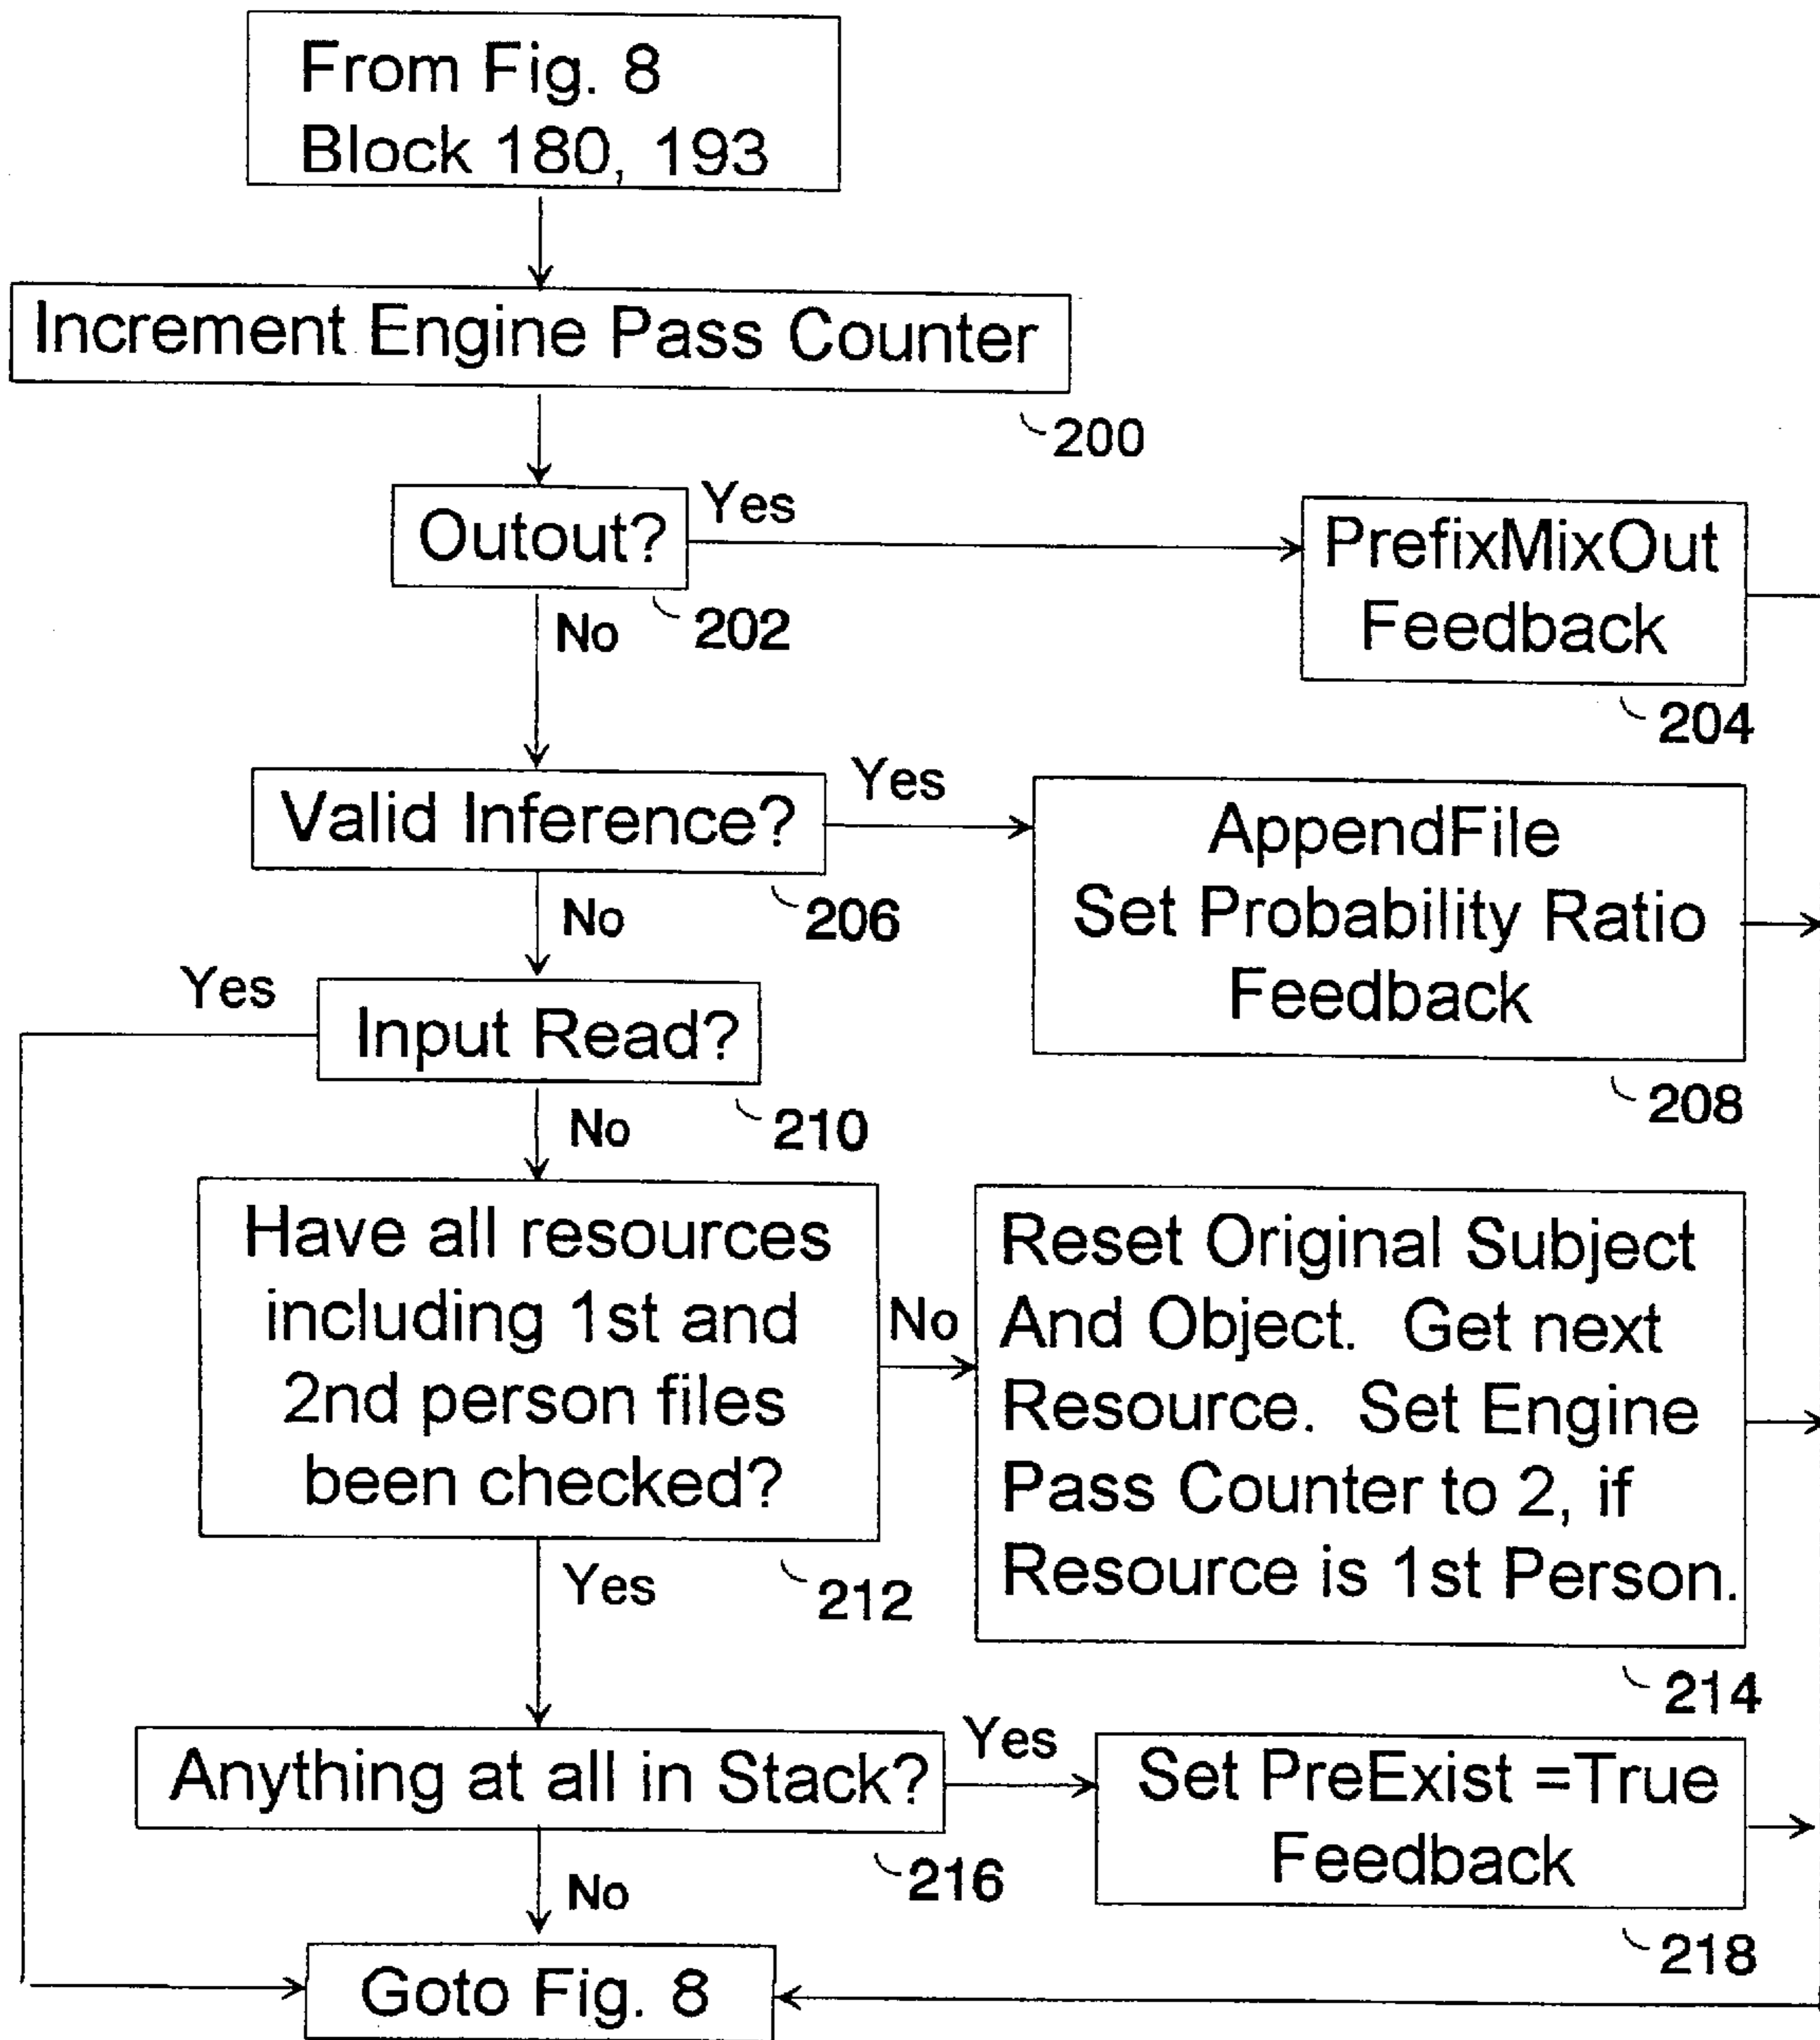 From Fig. 8
Block 180, 193
Increment Engine Pass Counter
200
Outout?
Yes
202
No
PrefixMixOut
Feedback
204
Valid Inference?
Yes
206
No
AppendFile
Set Probability Ratio
Feedback
208
Yes
Input Read?
210
No
Have all resources
including 1st and
2nd person files
been checked?
No
212
Yes
Reset Original Subject
And Object. Get next
Resource. Set Engine
Pass Counter to 2, if
Resource is 1st Person.
214
Anything at all in Stack?
Yes
216
No
Set PreExist =True
Feedback
218
Goto Fig. 8